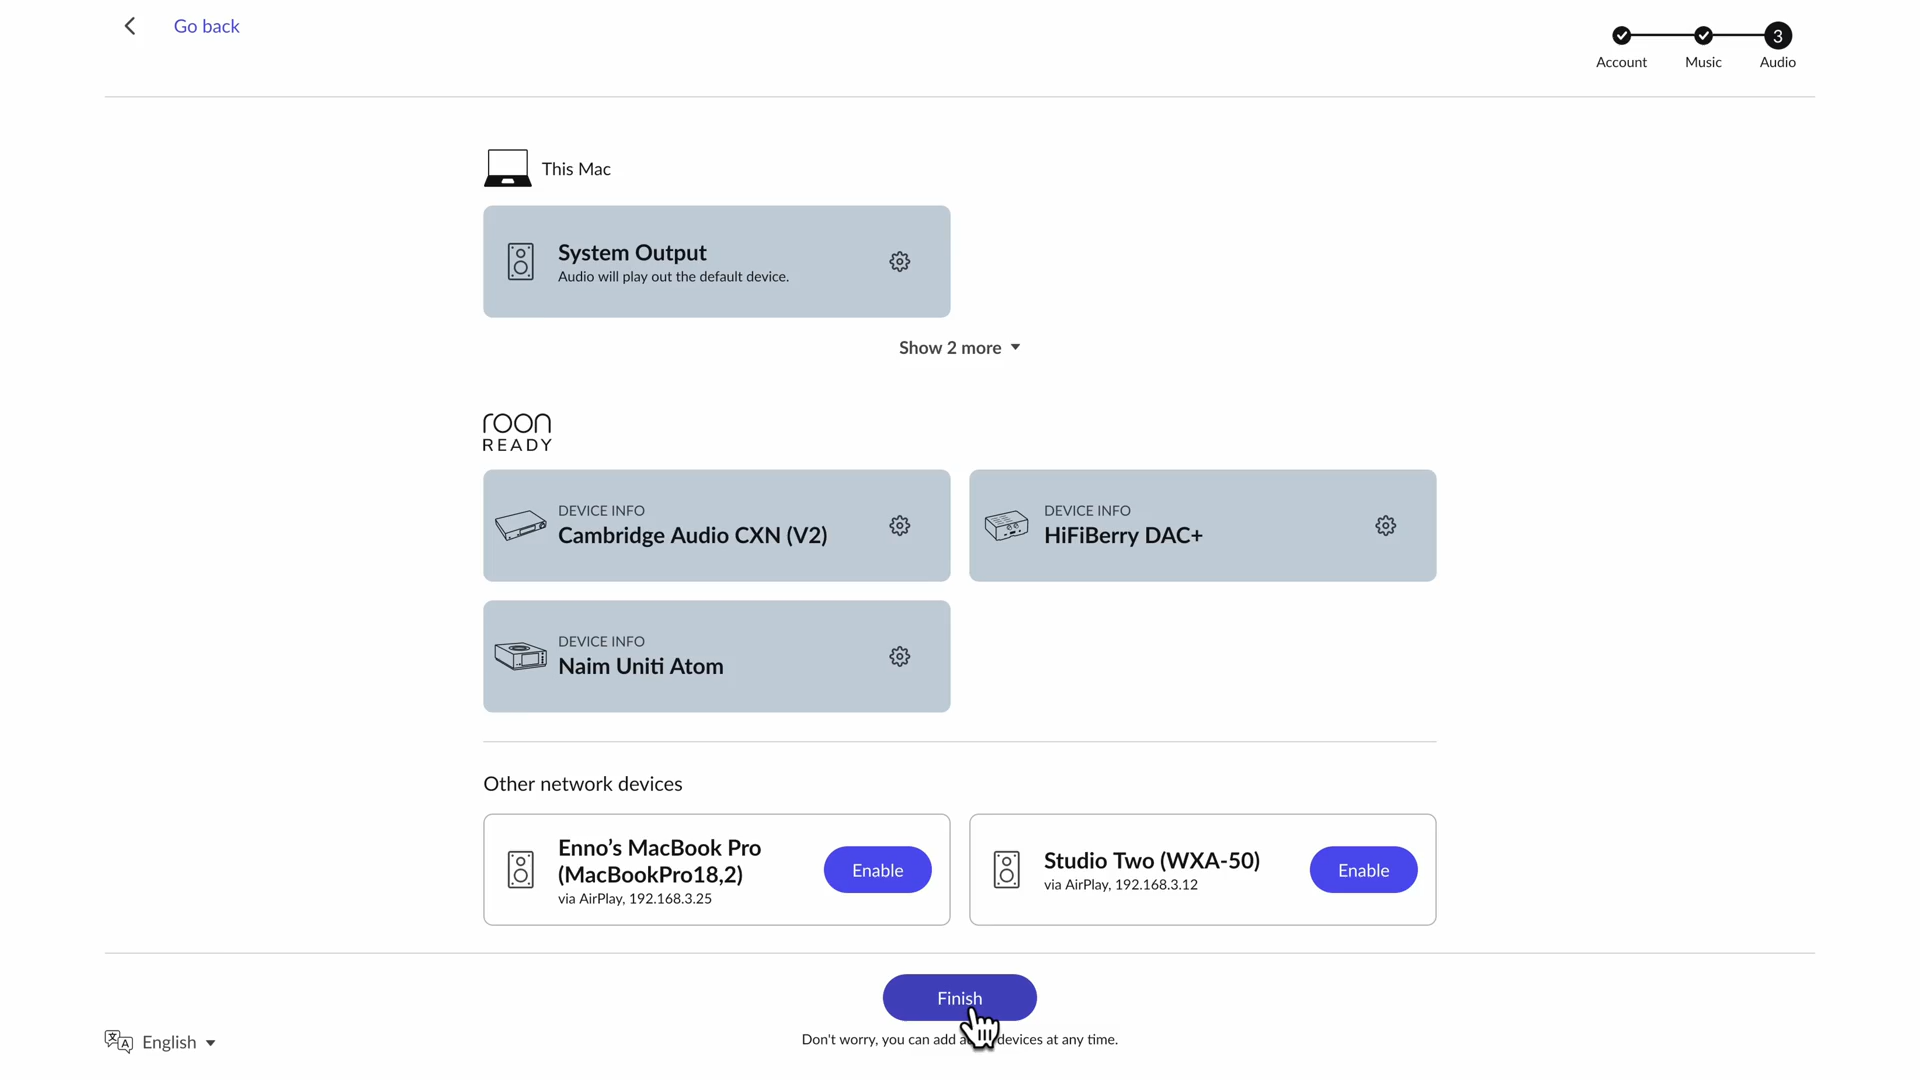 Go back
3
Account
Music
Audio
This Mac
System Output
Audio will play out the default device.
Show 2 more
roon
READY
DEVICE INFO
Cambridge Audio CXN (V2)
DEVICE INFO
HiFiBerry DAC+
DEVICE INFO
Naim Uniti Atom
Other network devices
Enno’s MacBook Pro
(MacBookPro18,2)
via AirPlay, 192.168.3.25
Enable
Studio Two (WXA-50)
via AirPlay, 192.168.3.12
Enable
Finish
Don't worry, you can add devices at any time.
文A English